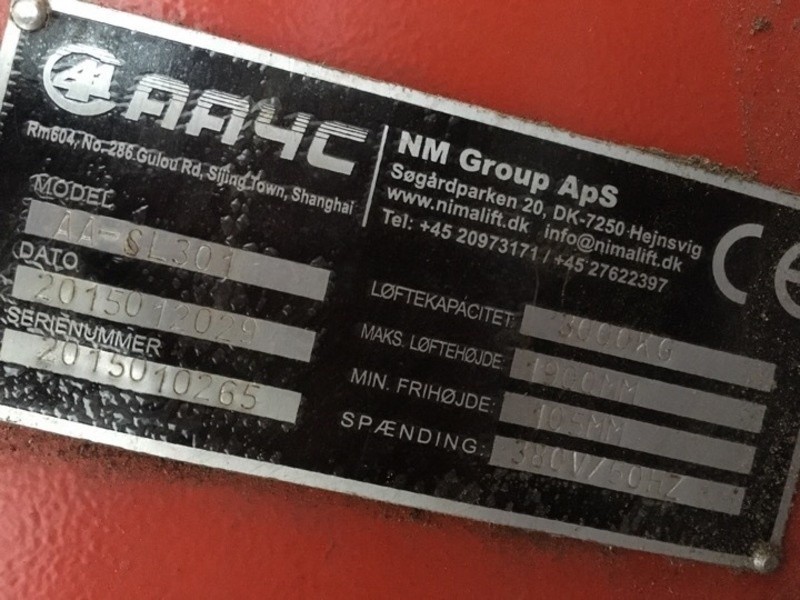 AA4C
Rm604, No. 286 Gulou Rd, Sijing Town, Shanghai
MODEL
AA-SL301
DATO
2015012029
SERIENUMMER
2015010265
NM Group ApS
Søgårdparken 20, DK-7250 Hejnsvig
www.nimalift.dk info@nimalift.dk
Tel: +45 20973171 / +45 27622397
CE
LØFTEKAPACITET: 3000KG
MAKS. LØFTEHØJDE: 1900MM
MIN. FRIHØJDE: 105MM
SPÆNDING: 380V/50HZ